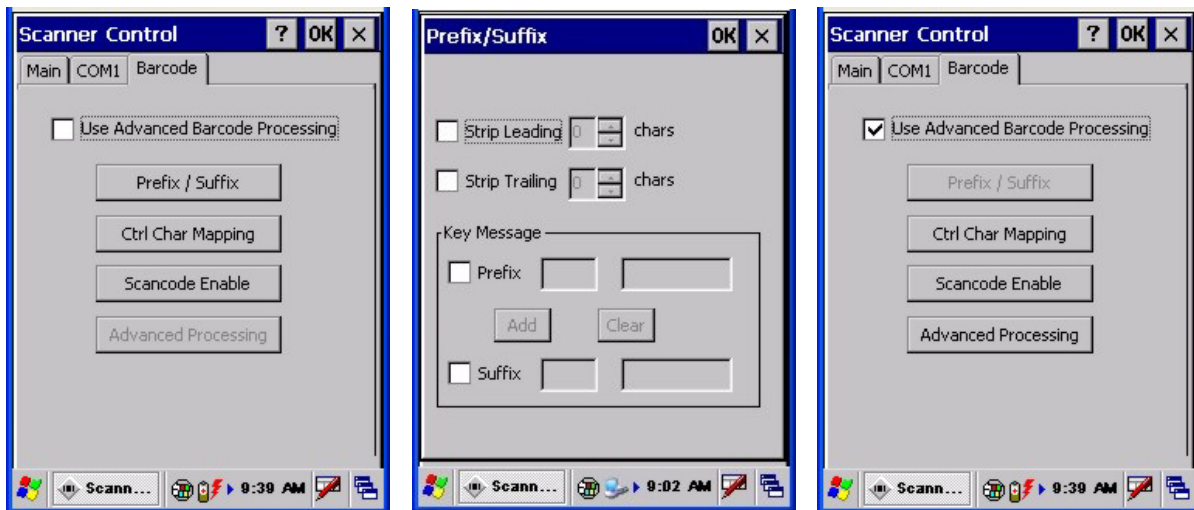 Scanner Control ? OK ×
Main COM1 Barcode
Use Advanced Barcode Processing
Prefix / Suffix
Ctrl Char Mapping
Scancode Enable
Advanced Processing
Scann... 9:39 AM
Prefix/Suffix OK ×
Strip Leading 0 chars
Strip Trailing 0 chars
Key Message
Prefix
Add Clear
Suffix
Scann... 9:02 AM
Scanner Control ? OK ×
Main COM1 Barcode
Use Advanced Barcode Processing
Prefix / Suffix
Ctrl Char Mapping
Scancode Enable
Advanced Processing
Scann... 9:39 AM